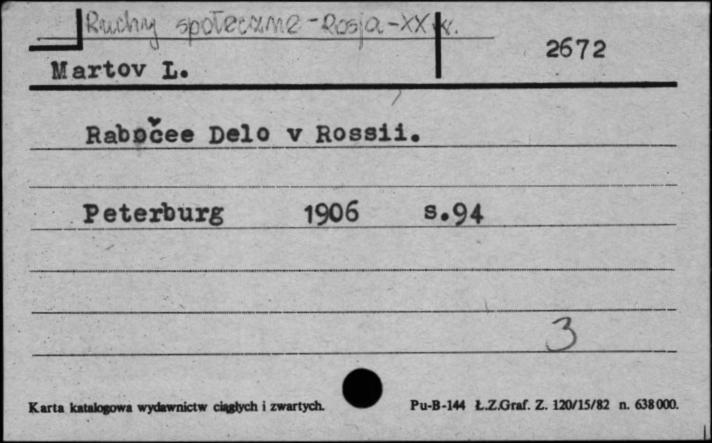 Ruchy społeczne - Rosja - XX w.
2672
Martov L.
Rabočee Delo v Rossii.
Peterburg 1906 s.94
3
Karta katalogowa wydawnictw ciągłych i zwartych. Pu-B-144 Ł.Z.Graf. Z. 120/15/82 n. 638000.